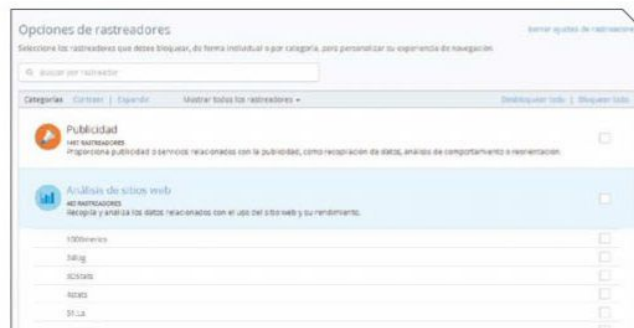 Opciones de rastreadores
Borrar ajustes de rastreadores
Seleccione los rastreadores que desee bloquear, de forma individual o por categoría, para personalizar su experiencia de navegación
Buscar por rastreador
Categorías Contraer | Expandir Mostrar todos los rastreadores Desbloquear todo | Bloquear todo
Publicidad
RASTREADORES
Proporciona publicidad o servicios relacionados con la publicidad, como recopilación de datos, análisis de comportamiento o reorientación.
Análisis de sitios web
RASTREADORES
Recopila y analiza los datos relacionados con el uso del sitio web y su rendimiento.
1000mercis
24log
3DStats
4stats
51.La